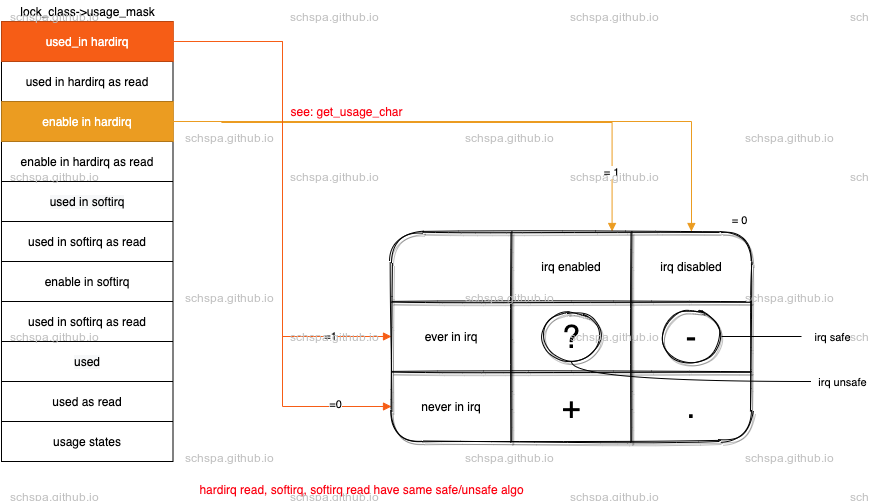 lock_class->usage_mask
used_in hardirq
used in hardirq as read
enable in hardirq
enable in hardirq as read
used in softirq
used in softirq as read
enable in softirq
used in softirq as read
used
used as read
usage states
see: get_usage_char
= 1
= 0
irq enabled
irq disabled
=1
ever in irq
?
-
irq safe
irq unsafe
=0
never in irq
+
.
hardirq read, softirq, softirq read have same safe/unsafe algo
schspa.github.io
schspa.github.io
sch
schspa.github.io
schspa.github.io
schspa.github.io
schspa.github.io
schspa.github.io
schspa.github.io
sch
schspa.github.io
schspa.github.io
schspa.github.io
schspa.github.io
schspa.github.io
schspa.github.io
sch
schspa.github.io
schspa.github.io
schspa.github.io
schspa.github.io
schspa.github.io
schspa.github.io
sch